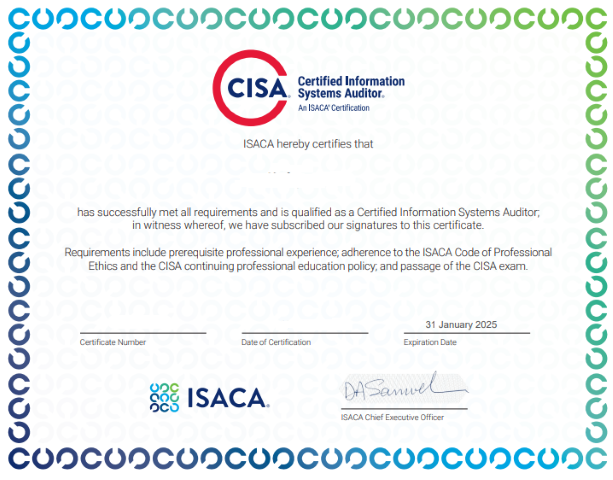 CISA®
Certified Information
Systems Auditor®
An ISACA® Certification
ISACA hereby certifies that
has successfully met all requirements and is qualified as a Certified Information Systems Auditor;
in witness whereof, we have subscribed our signatures to this certificate.
Requirements include prerequisite professional experience; adherence to the ISACA Code of Professional
Ethics and the CISA continuing professional education policy, and passage of the CISA exam.
31 January 2025
Certificate Number
Date of Certification
Expiration Date
ISACA®
ISACA Chief Executive Officer